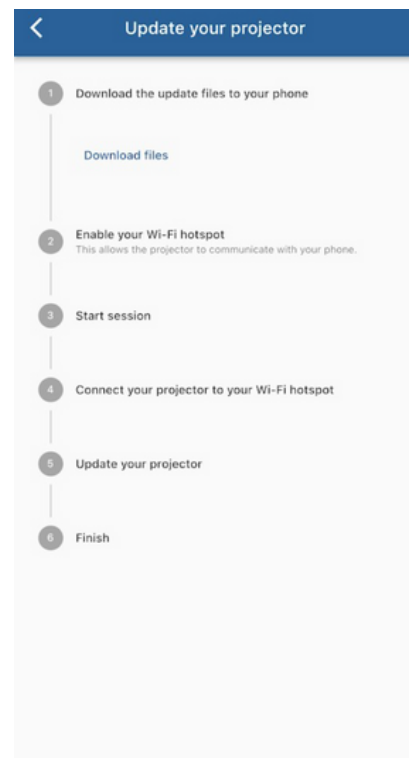 Update your projector
1 Download the update files to your phone
Download files
2 Enable your Wi-Fi hotspot
This allows the projector to communicate with your phone.
3 Start session
4 Connect your projector to your Wi-Fi hotspot
5 Update your projector
6 Finish